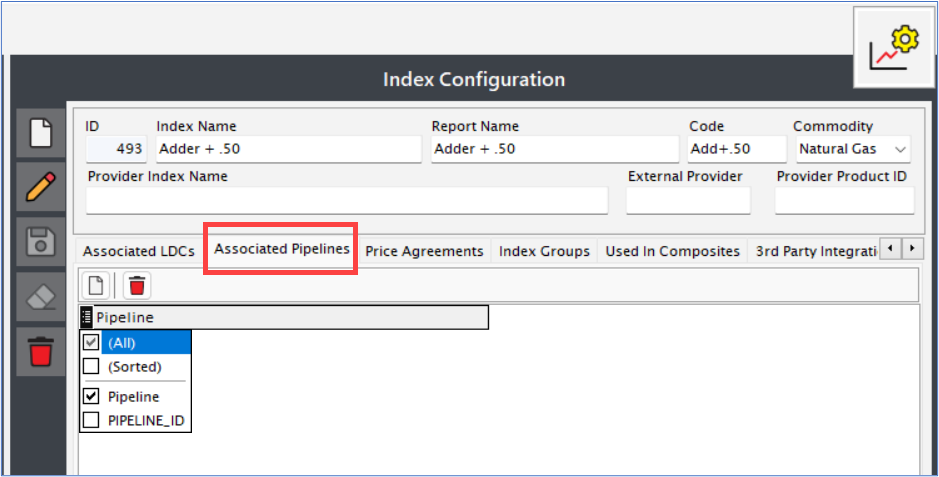 Index Configuration
ID Index Name Report Name Code Commodity
493 Adder + .50 Adder + .50 Add+.50 Natural Gas
Provider Index Name External Provider Provider Product ID
Associated LDCs Associated Pipelines Price Agreements Index Groups Used In Composites 3rd Party Integrati
Pipeline
(All)
(Sorted)
Pipeline
PIPELINE_ID